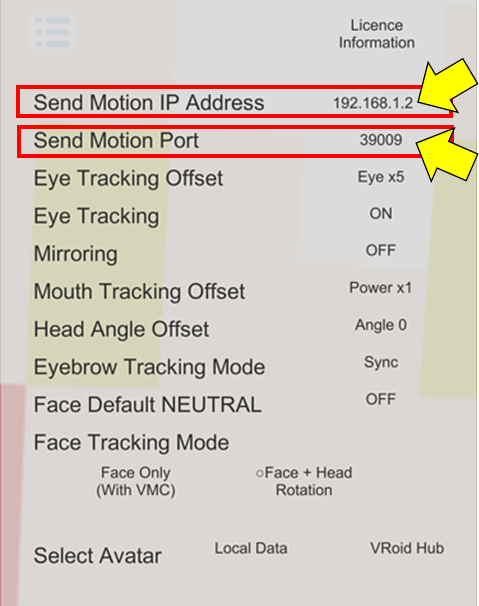 Licence
Information
Send Motion IP Address 192.168.1.2
Send Motion Port 39009
Eye Tracking Offset Eye x5
Eye Tracking ON
Mirroring OFF
Mouth Tracking Offset Power x1
Head Angle Offset Angle 0
Eyebrow Tracking Mode Sync
Face Default NEUTRAL OFF
Face Tracking Mode
Face Only ○Face + Head
(With VMC) Rotation
Select Avatar Local Data VRoid Hub